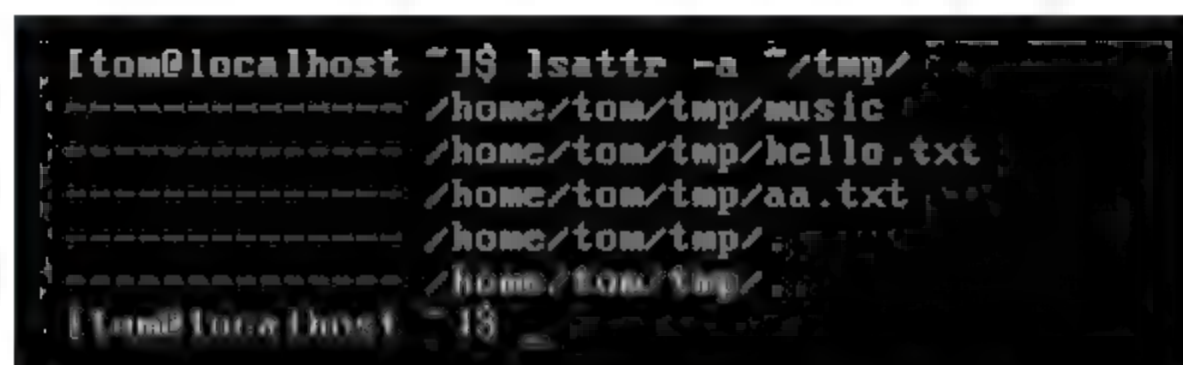 [tom@localhost ~]$ lsattr -a ~/tmp/
------------- /home/tom/tmp/music
------------- /home/tom/tmp/hello.txt
------------- /home/tom/tmp/aa.txt
------------- /home/tom/tmp/.
------------- /home/tom/tmp/..
[tom@localhost ~]$ _